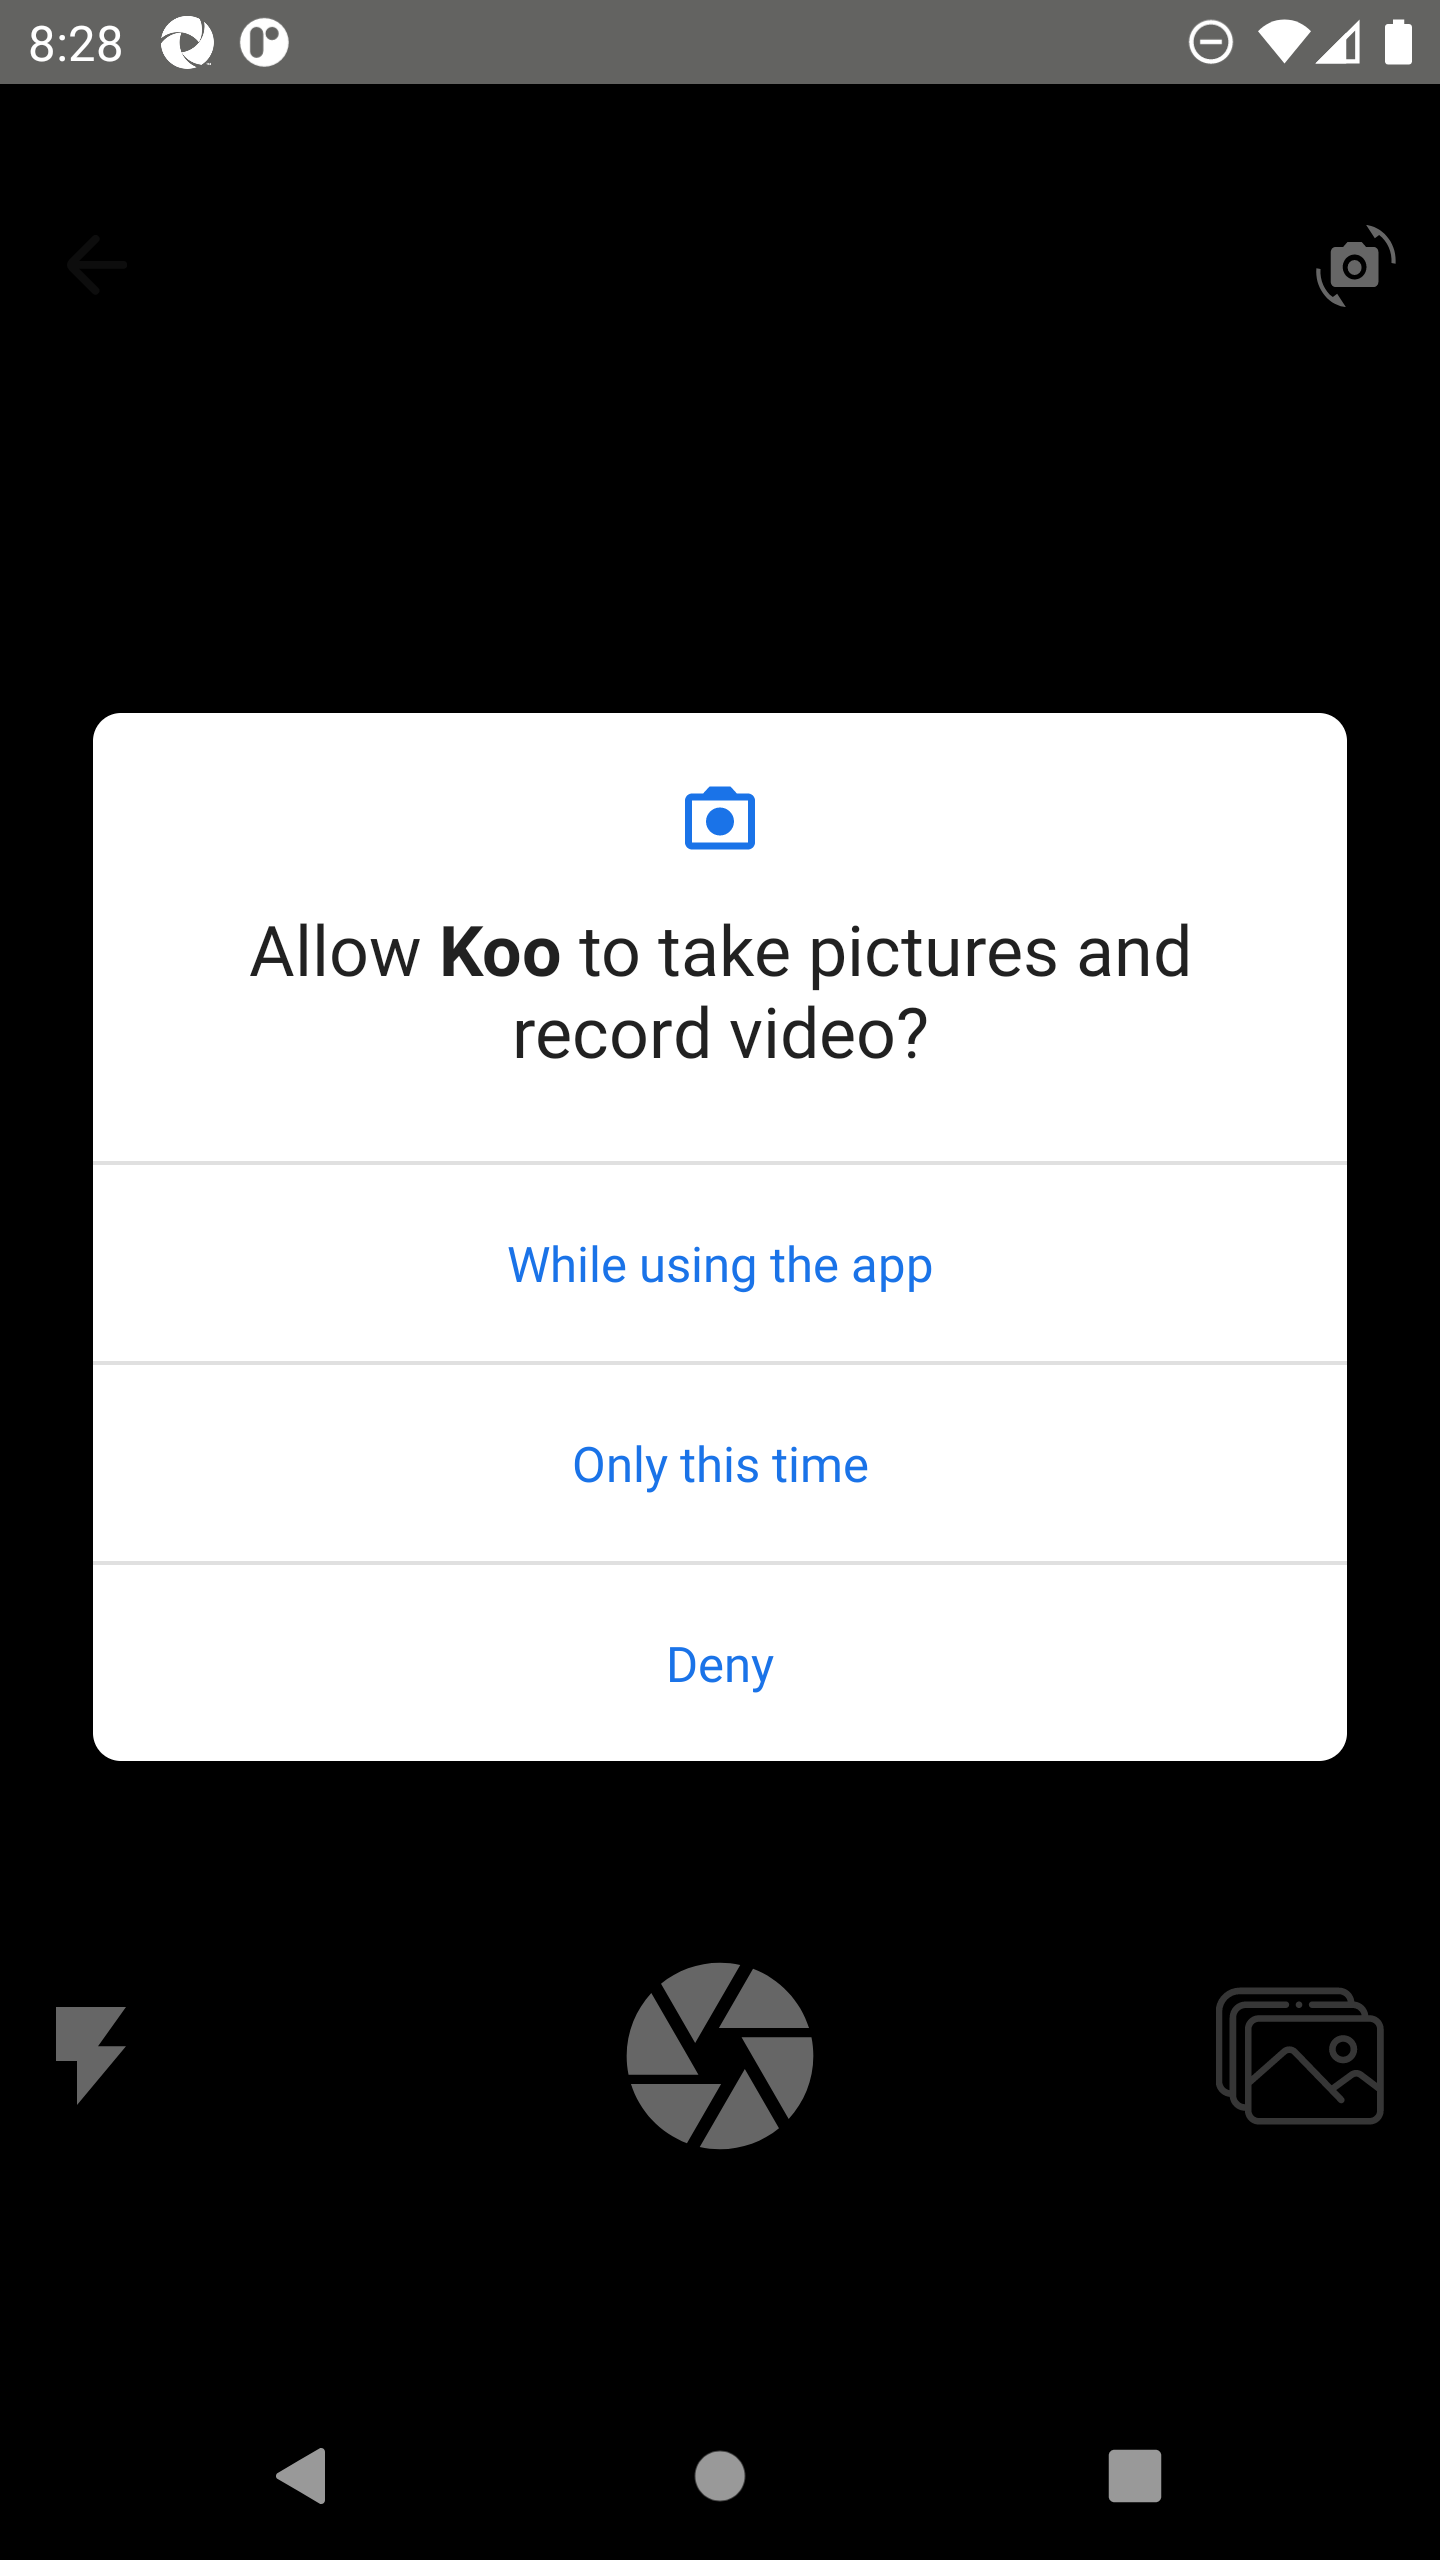 8:28
Allow Koo to take pictures and
record video?
While using the app
Only this time
Deny